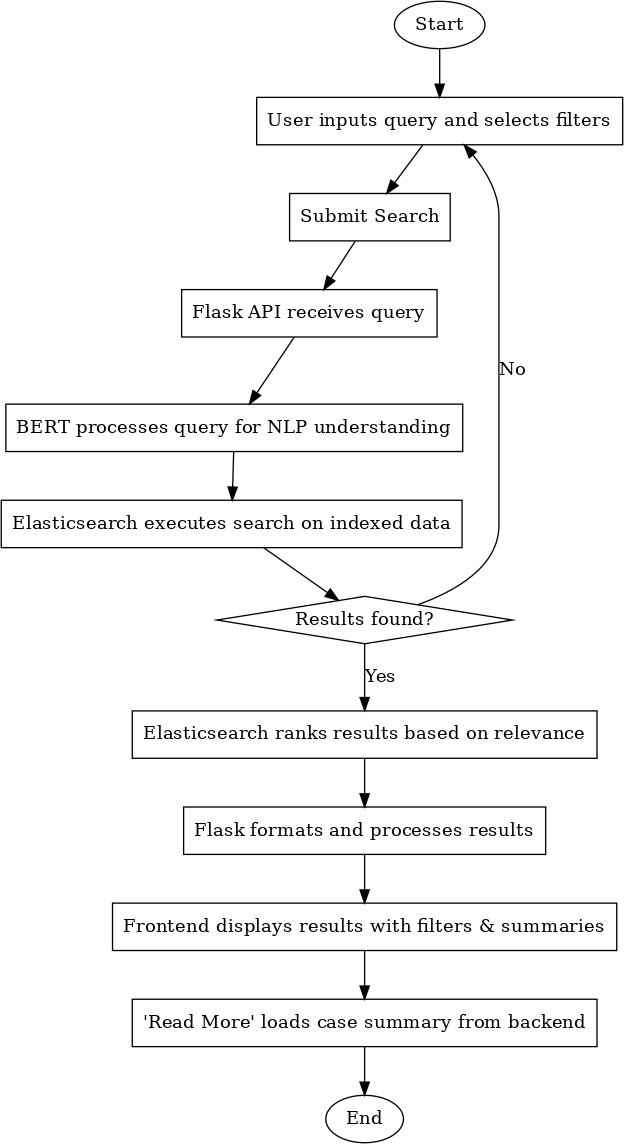 Start
User inputs query and selects filters
Submit Search
Flask API receives query
No
BERT processes query for NLP understanding
Elasticsearch executes search on indexed data
Results found?
Yes
Elasticsearch ranks results based on relevance
Flask formats and processes results
Frontend displays results with filters & summaries
'Read More' loads case summary from backend
End